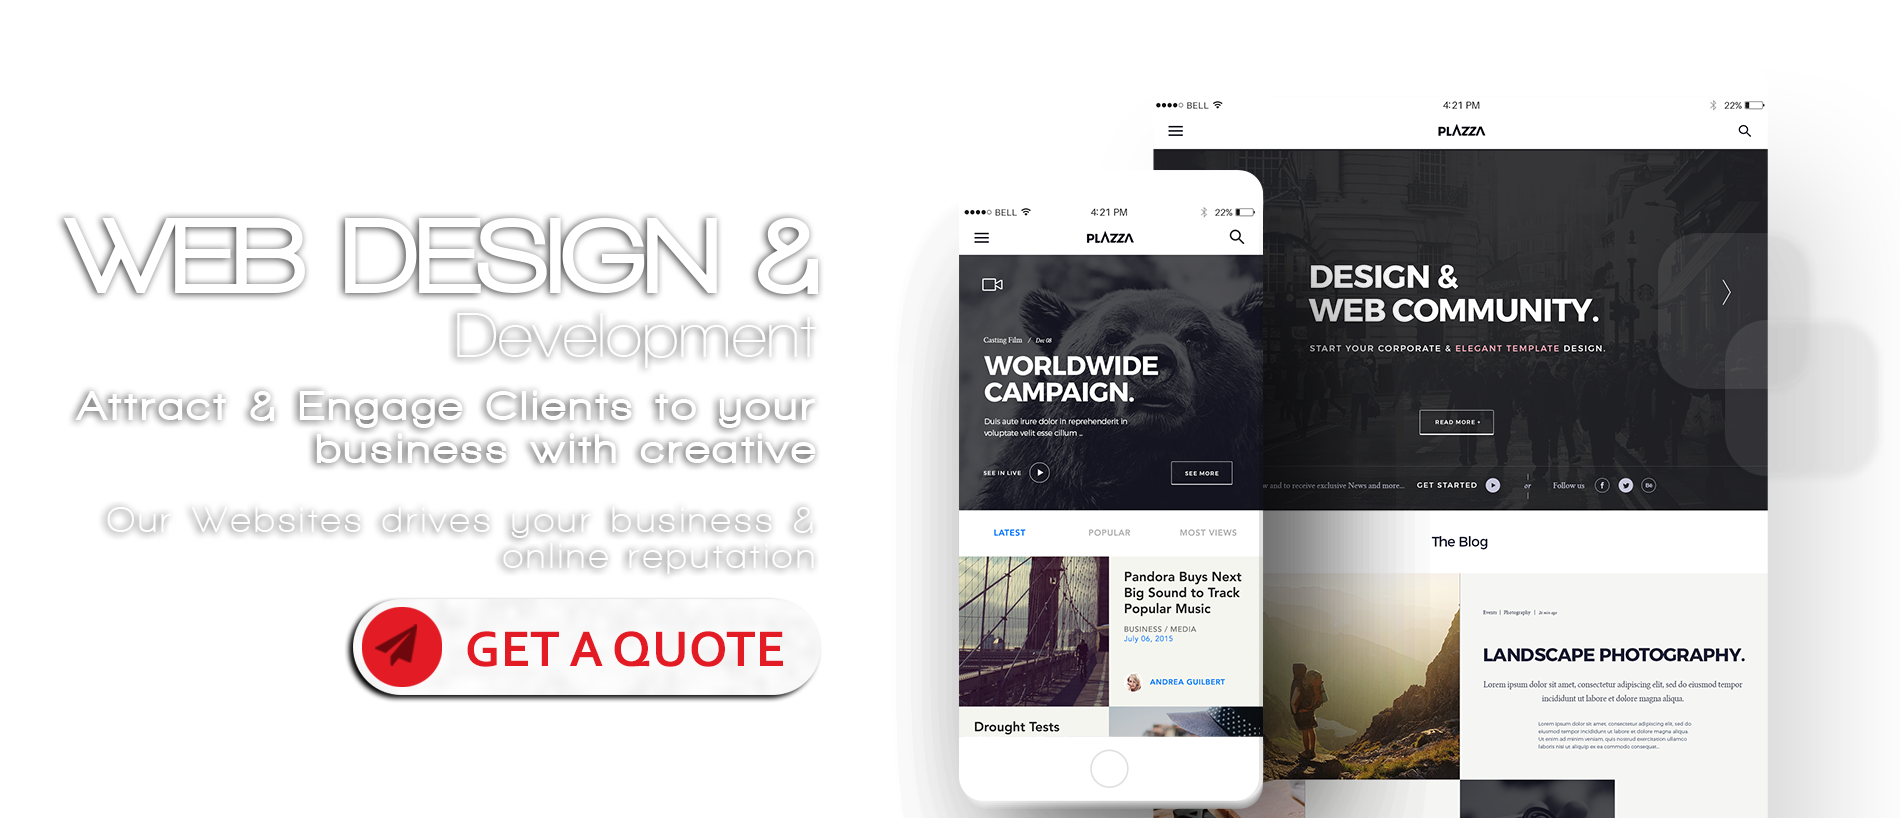 WEB DESIGN &
Development
Attract & Engage Clients to your
business with creative
Our Websites drives your business &
online reputation
GET A QUOTE
BELL
4:21 PM
22%
PLAZZA
Casting Film / Dec 08
WORLDWIDE
CAMPAIGN.
Duis aute irure dolor in reprehenderit in
voluptate velit esse cillum ...
SEE IN LIVE
SEE MORE
LATEST
POPULAR
MOST VIEWS
Pandora Buys Next
Big Sound to Track
Popular Music
BUSINESS / MEDIA
July 06, 2015
ANDREA GUILBERT
Drought Tests
BELL
4:21 PM
22%
PLAZZA
DESIGN &
WEB COMMUNITY.
START YOUR CORPORATE & ELEGANT TEMPLATE DESIGN.
READ MORE +
and to receive exclusive News and more...
GET STARTED
or
Follow us
f
Bē
The Blog
Events | Photography | 26 min ago
LANDSCAPE PHOTOGRAPHY.
Lorem ipsum dolor sit amet, consectetur adipiscing elit, sed do eiusmod tempor
incididunt ut labore et dolore magna aliqua.
Lorem ipsum dolor sit amet, consectetur adipiscing elit, sed do
eiusmod tempor incididunt ut labore et dolore magna aliqua.
Ut enim ad minim veniam, quis nostrud exercitation ullamco
laboris nisi ut aliquip ex ea commodo consequat...